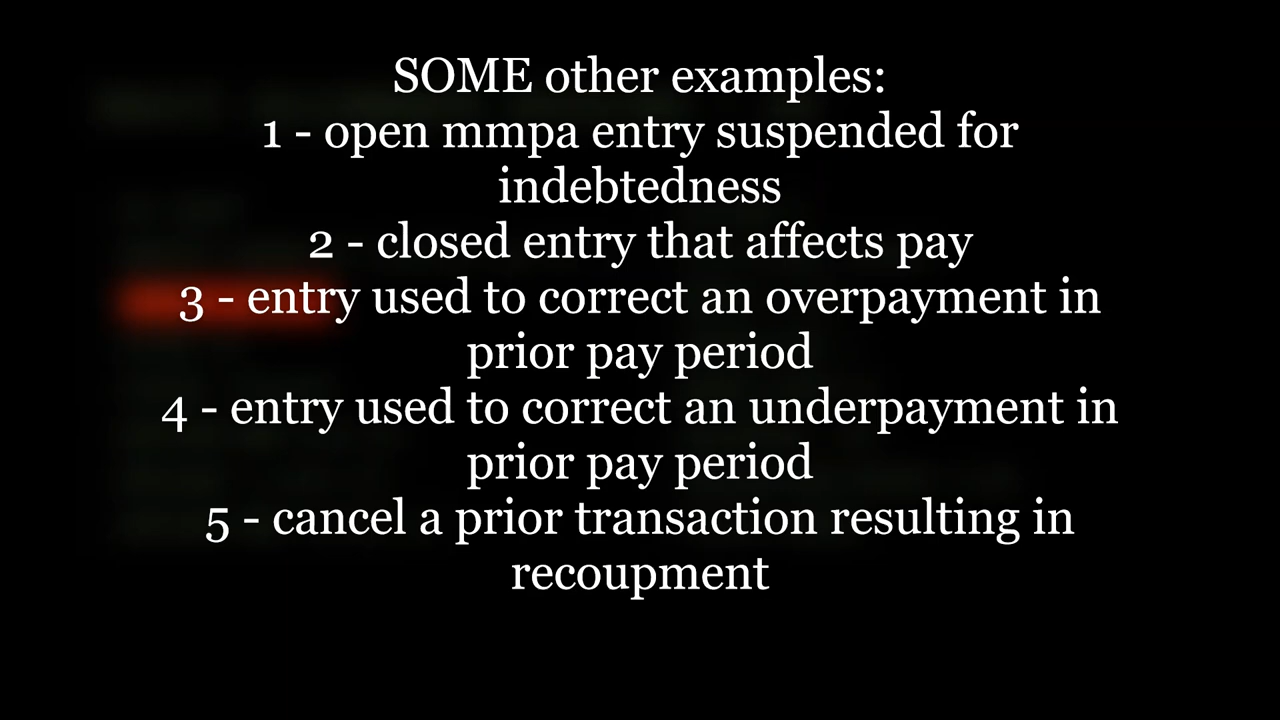 SOME other examples:
1 - open mmpa entry suspended for
indebtedness
2 - closed entry that affects pay
3 - entry used to correct an overpayment in
prior pay period
4 - entry used to correct an underpayment in
prior pay period
5 - cancel a prior transaction resulting in
recoupment